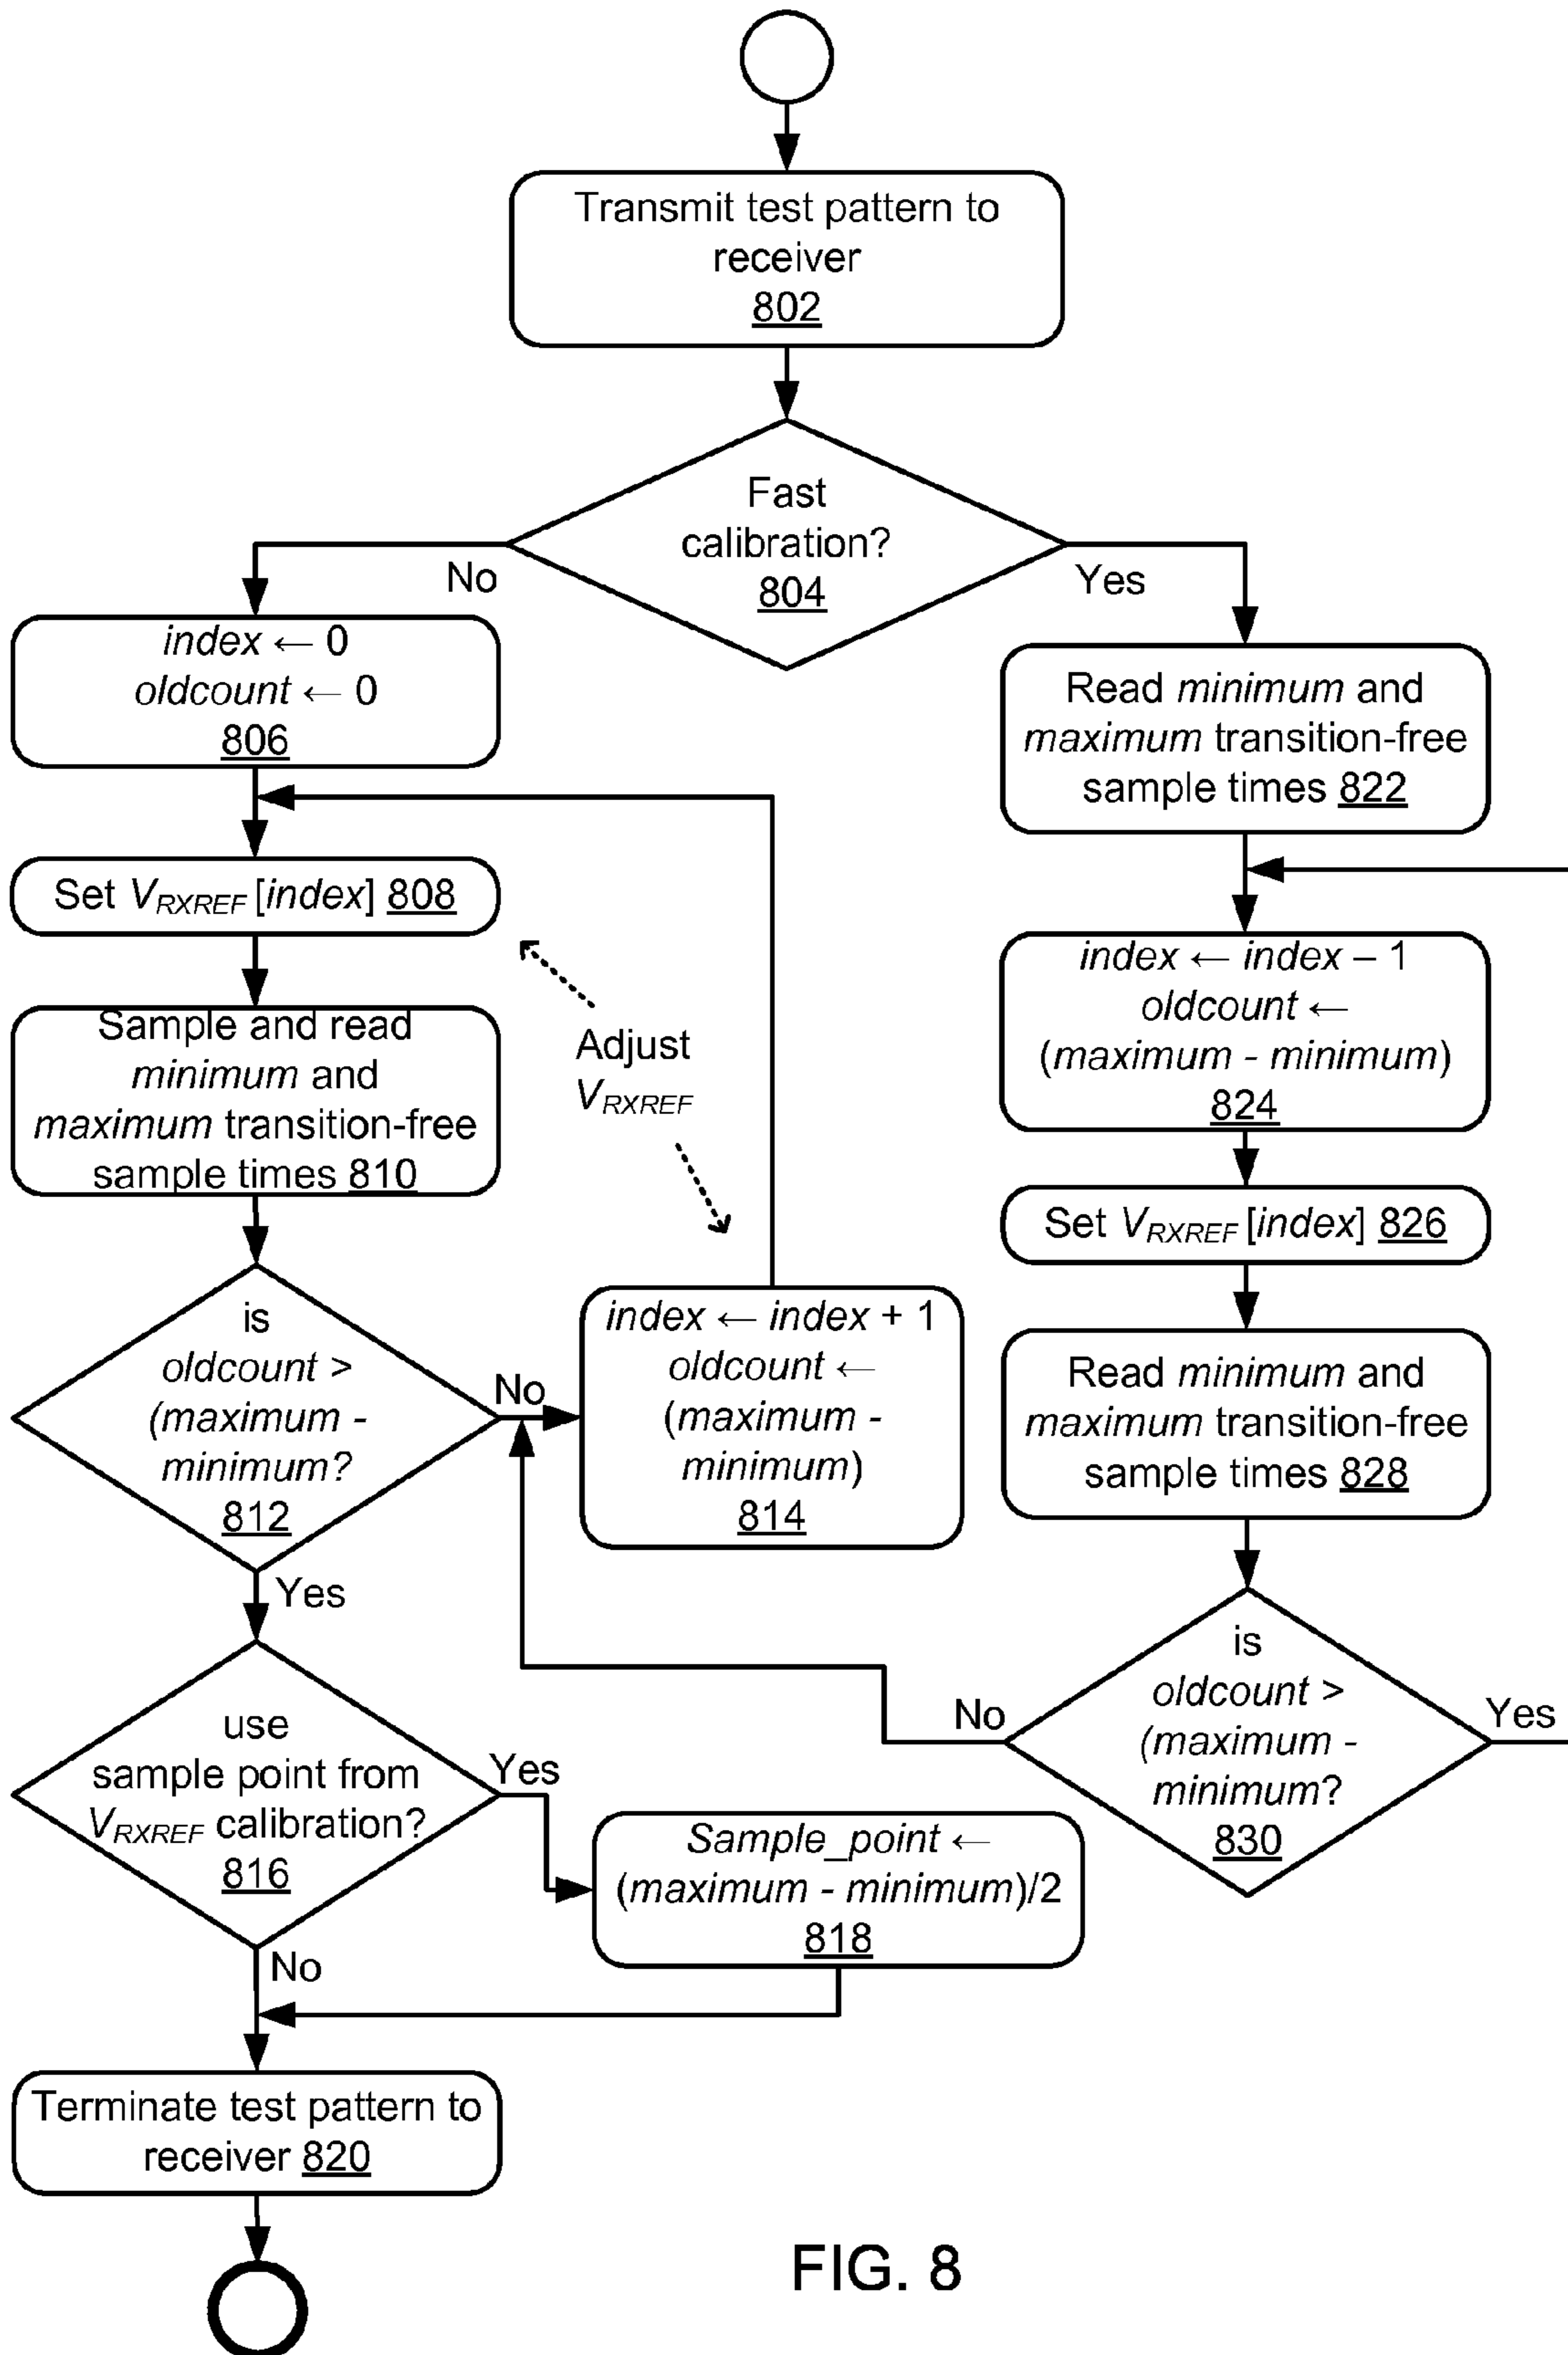 Transmit test pattern to
receiver
802
Fast
calibration?
804
No
Yes
index ← 0
oldcount ← 0
806
Set VRXREF [index] 808
Sample and read
minimum and
maximum transition-free
sample times 810
Adjust
VRXREF
is
oldcount >
(maximum -
minimum?
812
No
Yes
index ← index + 1
oldcount ←
(maximum -
minimum)
814
use
sample point from
VRXREF calibration?
816
Yes
No
Sample_point ←
(maximum - minimum)/2
818
Terminate test pattern to
receiver 820
Read minimum and
maximum transition-free
sample times 822
index ← index – 1
oldcount ←
(maximum - minimum)
824
Set VRXREF [index] 826
Read minimum and
maximum transition-free
sample times 828
is
oldcount >
(maximum -
minimum?
830
No
Yes
FIG. 8